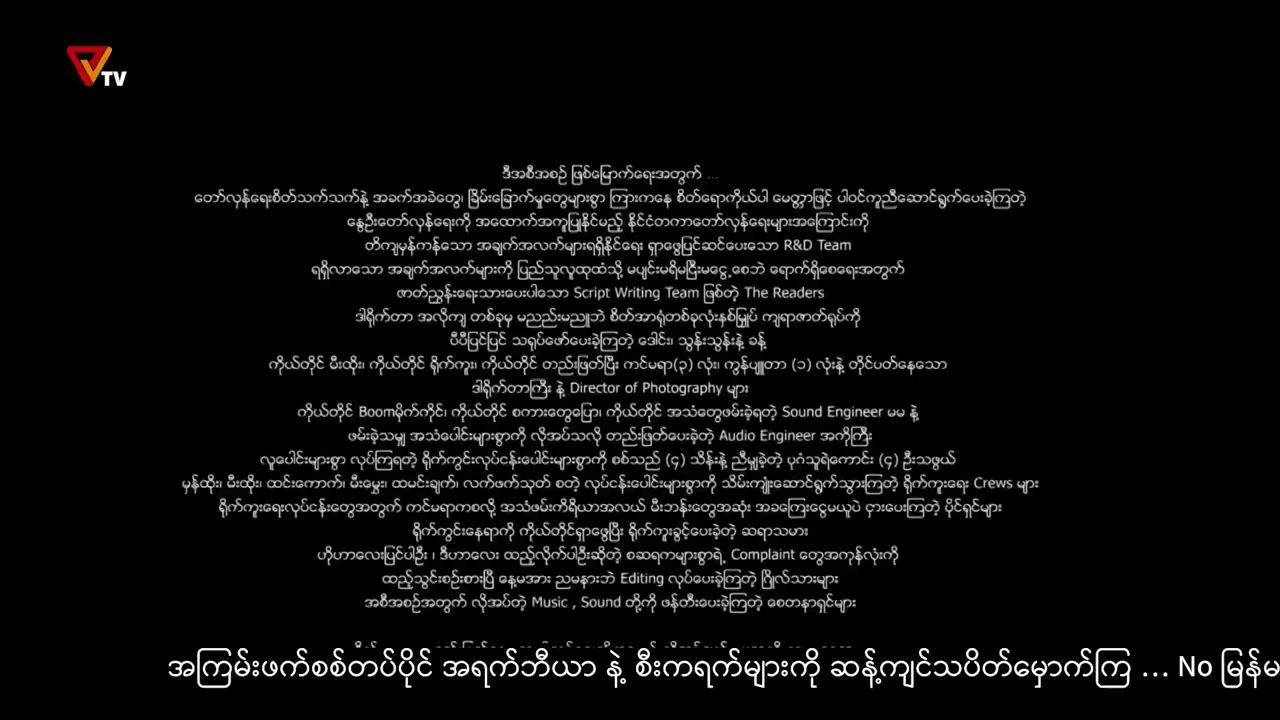 TV
ဒီအစီအစဉ် ဖြစ်မြောက်ရေးအတွက် ...
တော်လှန်ရေးစိတ်သက်သက်နဲ့ အခက်အခဲတွေ၊ ခြိမ်းခြောက်မှုတွေများစွာ ကြားကနေ စိတ်ရောကိုယ်ပါ မေတ္တာဖြင့် ပါဝင်ကူညီဆောင်ရွက်ပေးခဲ့ကြတဲ့
နွေဦးတော်လှန်ရေးကို အထောက်အကူပြုနိုင်မည့် နိုင်ငံတကာတော်လှန်ရေးများအကြောင်းကို
တိကျမှန်ကန်သော အချက်အလက်များရရှိနိုင်ရေး ရှာဖွေပြင်ဆင်ပေးသော R&D Team
ရရှိလာသော အချက်အလက်များကို ပြည်သူလူထုထံသို့ မပျင်းမရိမငြီးမငွေ့စေဘဲ ရောက်ရှိစေရေးအတွက်
ဇာတ်ညွှန်းရေးသားပေးပါသော Script Writing Team ဖြစ်တဲ့ The Readers
ဒါရိုက်တာ အလိုကျ တစ်ခုမှ မညည်းမညူဘဲ စိတ်အာရုံတစ်ခုလုံးနှစ်မြှုပ် ကျရာဇာတ်ရုပ်ကို
ပီပီပြင်ပြင် သရုပ်ဖော်ပေးခဲ့ကြတဲ့ ဒေါင်း၊ သွန်းသွန်းနဲ့ ခန့်
ကိုယ်တိုင် မီးထိုး၊ ကိုယ်တိုင် ရိုက်ကူး၊ ကိုယ်တိုင် တည်းဖြတ်ပြီး ကင်မရာ(၃) လုံး၊ ကွန်ပျူတာ (၁) လုံးနဲ့ တိုင်ပတ်နေသော
ဒါရိုက်တာကြီး နဲ့ Director of Photography များ
ကိုယ်တိုင် Boomမိုက်ကိုင်၊ ကိုယ်တိုင် စကားတွေပြော၊ ကိုယ်တိုင် အသံတွေဖမ်းခဲ့ရတဲ့ Sound Engineer မမ နဲ့
ဖမ်းခဲ့သမျှ အသံပေါင်းများစွာကို လိုအပ်သလို တည်းဖြတ်ပေးခဲ့တဲ့ Audio Engineer အကိုကြီး
လူပေါင်းများစွာ လုပ်ကြရတဲ့ ရိုက်ကွင်းလုပ်ငန်းပေါင်းများစွာကို စစ်သည် (၄) သိန်းနဲ့ ညီမျှခဲ့တဲ့ ပုဂံသူရဲကောင်း (၄) ဦးသဖွယ်
မှန်ထိုး၊ မီးထိုး၊ ထင်းကောက်၊ မီးမွှေး၊ ထမင်းချက်၊ လက်ဖက်သုတ် စတဲ့ လုပ်ငန်းပေါင်းများစွာကို သိမ်းကျုံးဆောင်ရွက်သွားကြတဲ့ ရိုက်ကူးရေး Crews များ
ရိုက်ကူးရေးလုပ်ငန်းတွေအတွက် ကင်မရာကစလို့ အသံဖမ်းကိရိယာအလယ် မီးဘန်းတွေအဆုံး အခကြေးငွေမယူပဲ ငှားပေးကြတဲ့ ပိုင်ရှင်များ
ရိုက်ကွင်းနေရာကို ကိုယ်တိုင်ရှာဖွေပြီး ရိုက်ကူးခွင့်ပေးခဲ့တဲ့ ဆရာသမား
ဟိုဟာလေးပြင်ပါဦး ၊ ဒီဟာလေး ထည့်လိုက်ပါဦးဆိုတဲ့ စဆရကများစွာရဲ့ Complaint တွေအကုန်လုံးကို
ထည့်သွင်းစဉ်းစားပြီ နေ့မအား ညမနားဘဲ Editing လုပ်ပေးခဲ့ကြတဲ့ ဂြိုလ်သားများ
အစီအစဉ်အတွက် လိုအပ်တဲ့ Music , Sound တို့ကို ဖန်တီးပေးခဲ့ကြတဲ့ စေတနာရှင်များ
အကြမ်းဖက်စစ်တပ်ပိုင် အရက်ဘီယာ နဲ့ စီးကရက်များကို ဆန့်ကျင်သပိတ်မှောက်ကြ ... No မြန်မ